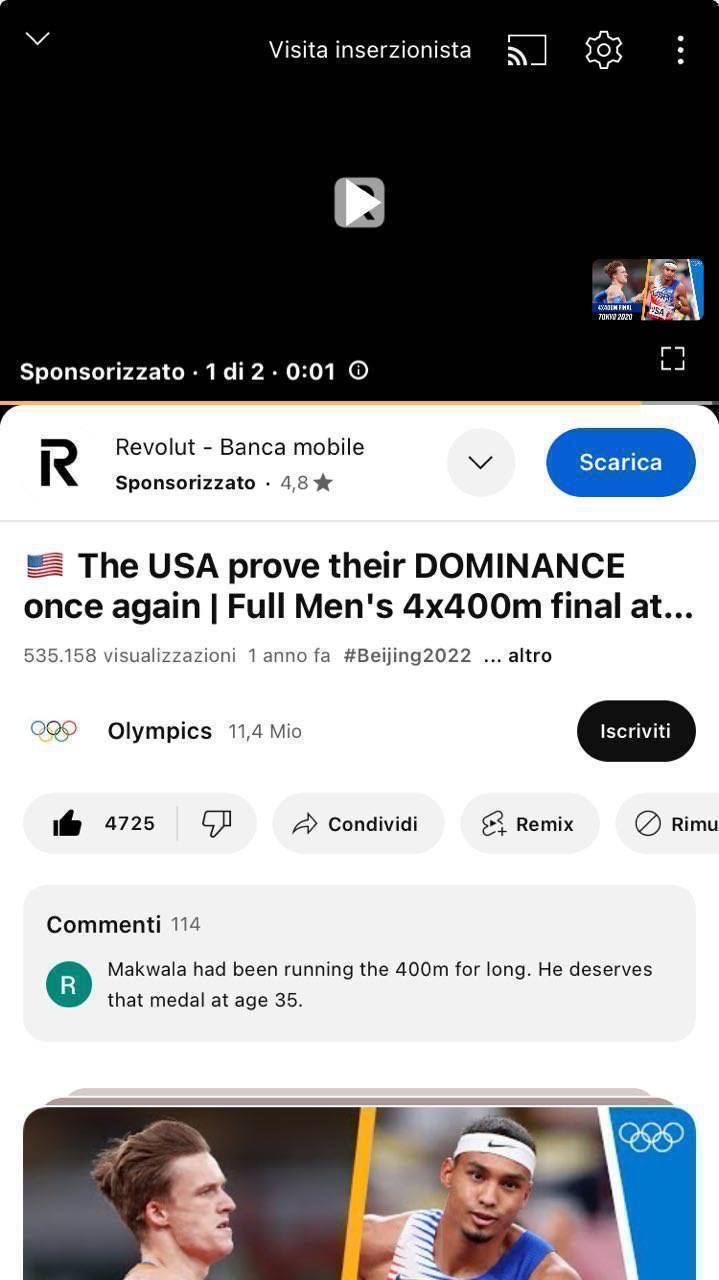 Visita inserzionista
4X400M FINAL
TOKYO 2020
USA
Sponsorizzato · 1 di 2 · 0:01
Revolut - Banca mobile
Sponsorizzato · 4,8★
Scarica
🇺🇸 The USA prove their DOMINANCE
once again | Full Men's 4x400m final at...
535.158 visualizzazioni 1 anno fa #Beijing2022 ... altro
Olympics 11,4 Mio
Iscriviti
4725
Condividi
Remix
Rimu
Commenti 114
R
Makwala had been running the 400m for long. He deserves
that medal at age 35.